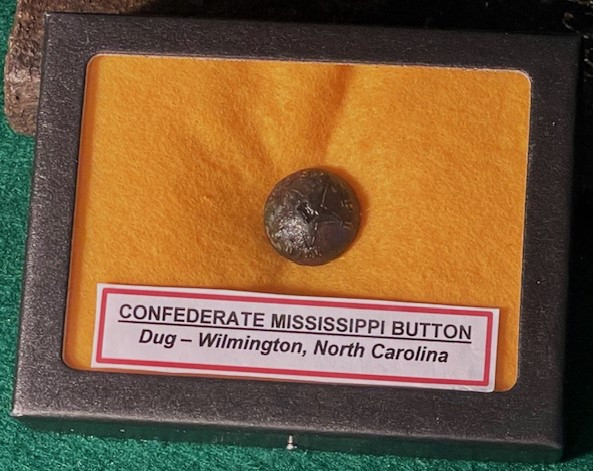 CONFEDERATE MISSISSIPPI BUTTON
Dug – Wilmington, North Carolina